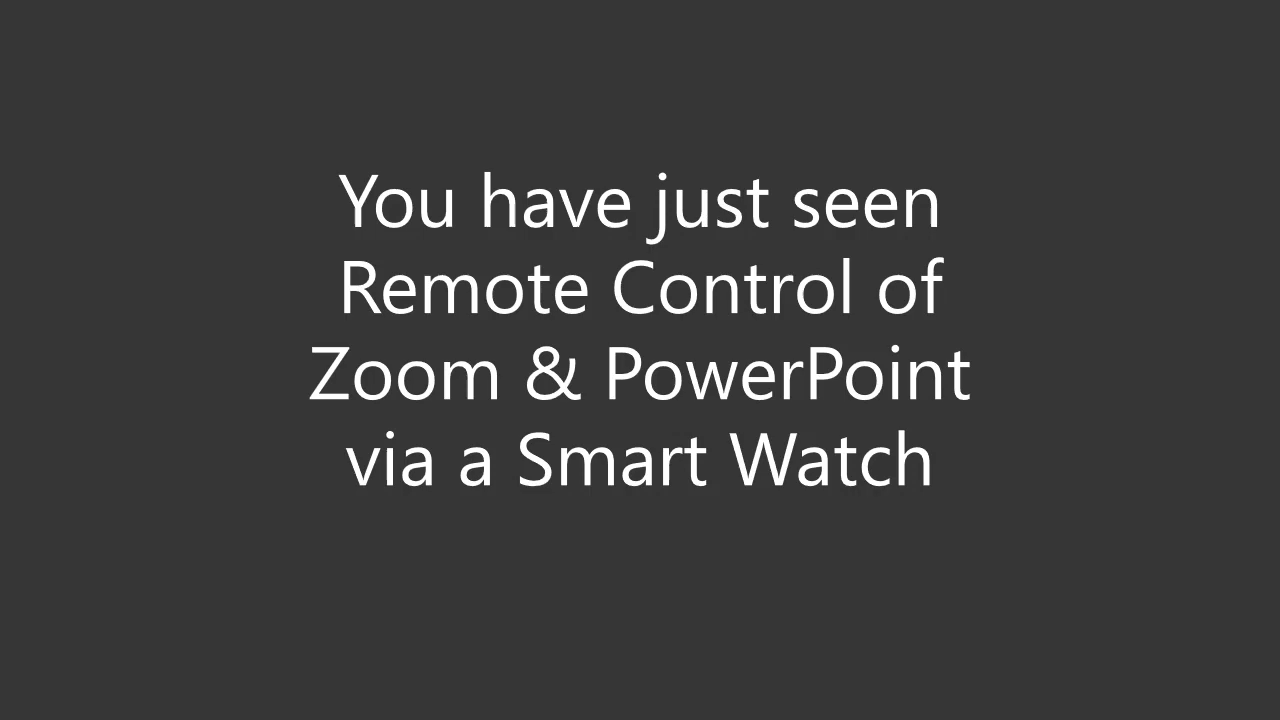 You have just seen
Remote Control of
Zoom & PowerPoint
via a Smart Watch